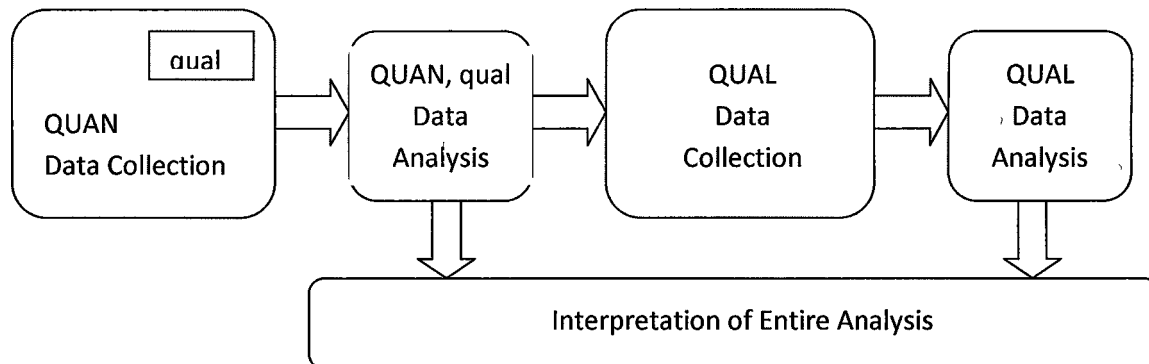 qual
QUAN
Data Collection
QUAN, qual
Data
Analysis
QUAL
Data
Collection
QUAL
Data
Analysis
Interpretation of Entire Analysis